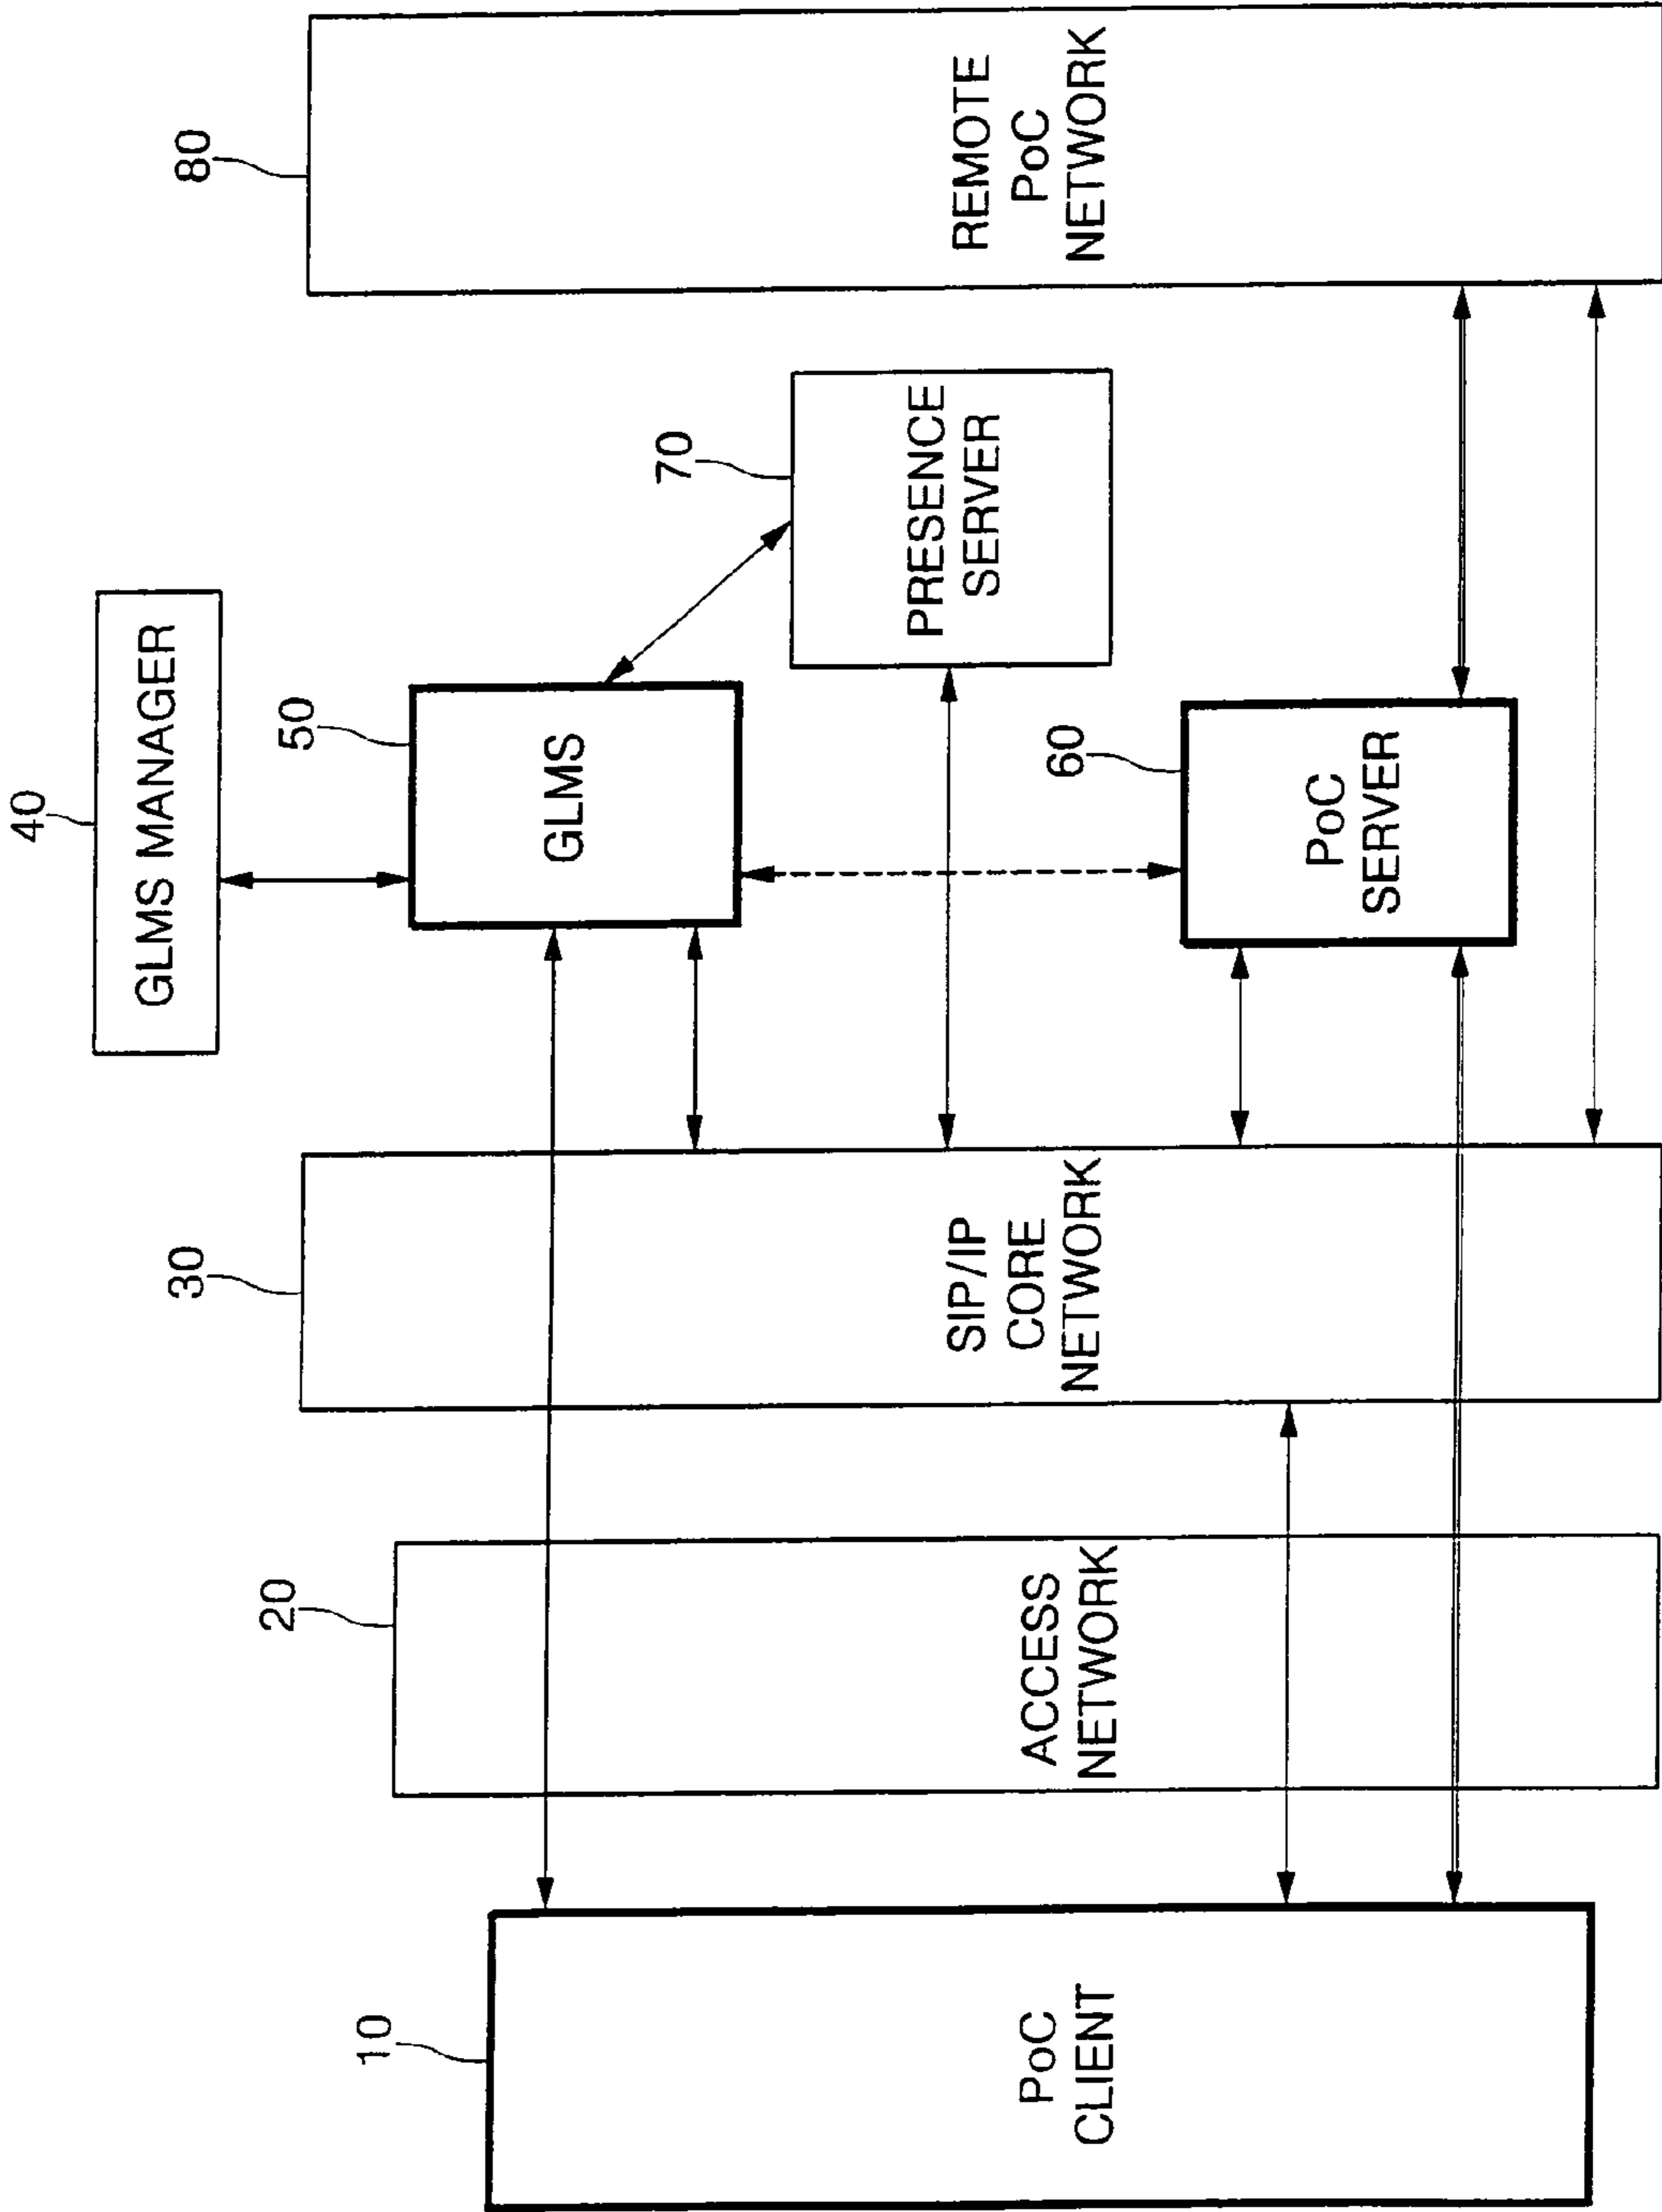 40
GLMS MANAGER
80
REMOTE
PoC
NETWORK
30
SIP/IP
CORE
NETWORK
20
ACCESS
NETWORK
10
PoC
CLIENT
50
GLMS
70
PRESENCE
SERVER
60
PoC
SERVER